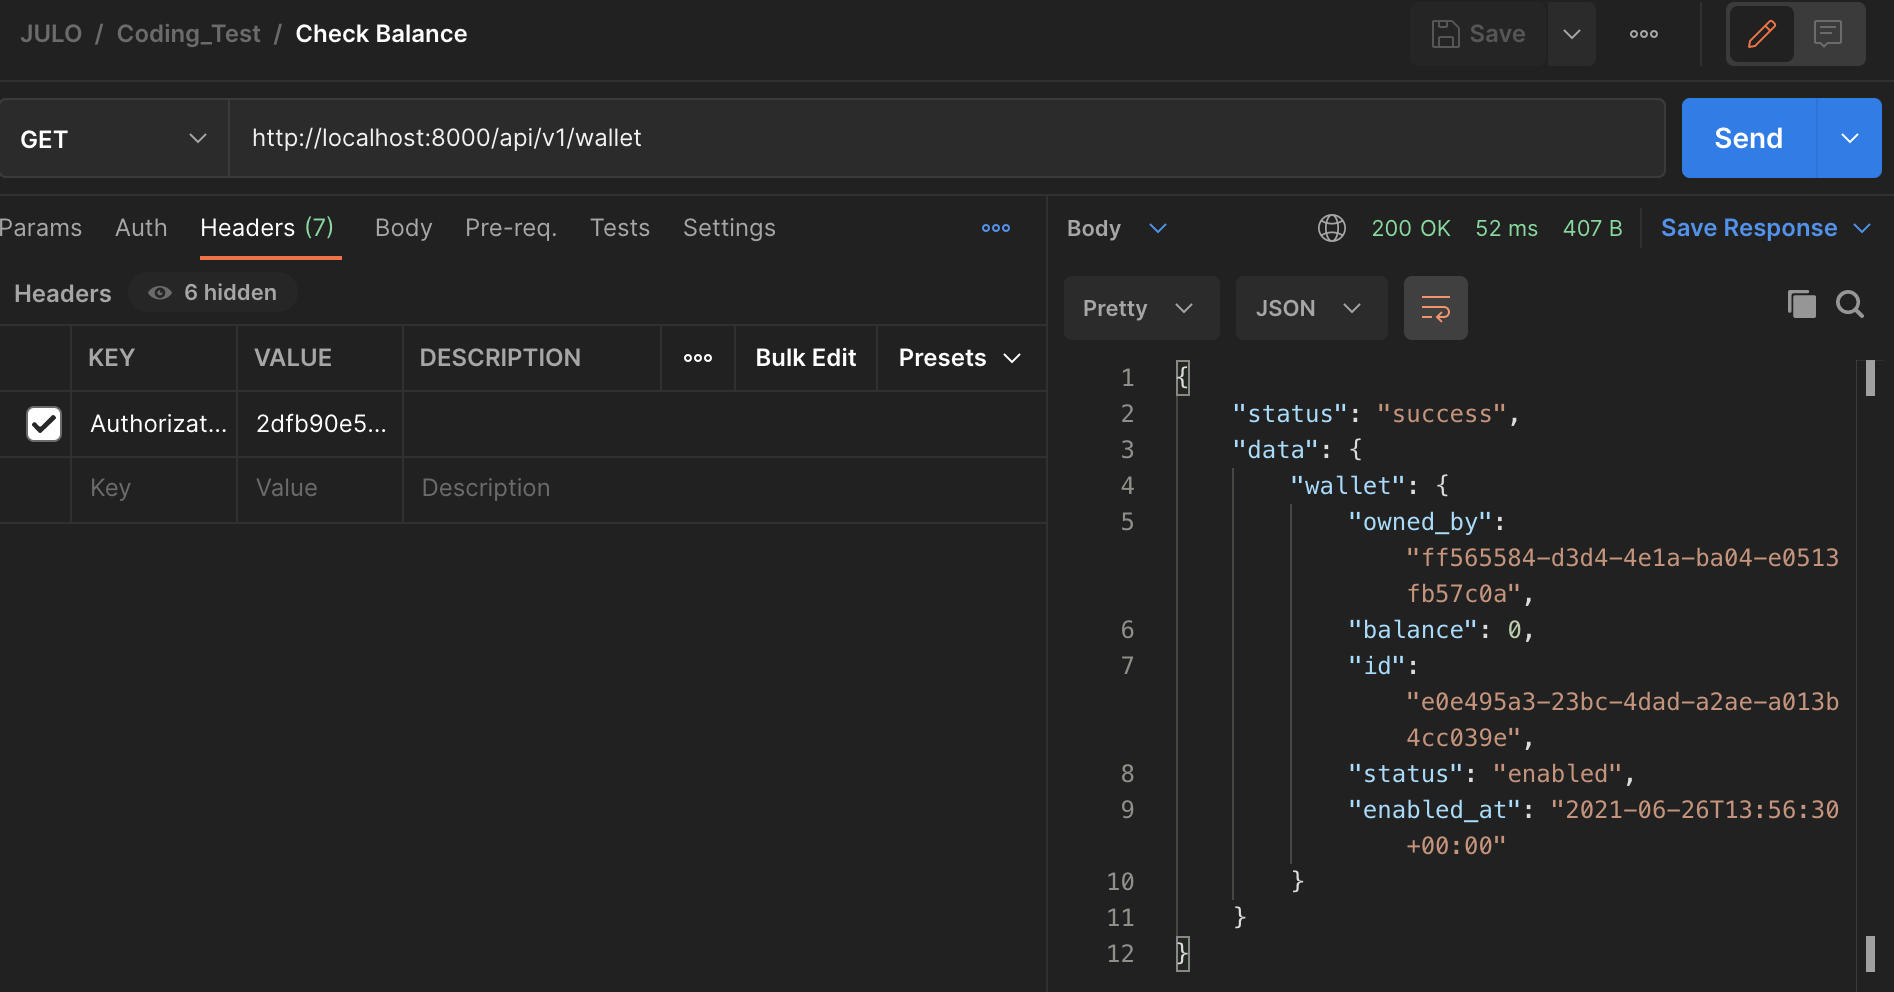 JULO / Coding_Test / Check Balance
Save
GET
http://localhost:8000/api/v1/wallet
Send
Params Auth Headers (7) Body Pre-req. Tests Settings
Body 200 OK 52 ms 407 B Save Response
Headers 6 hidden
Pretty JSON
KEY VALUE DESCRIPTION Bulk Edit Presets
Authorizat... 2dfb90e5...
Key Value Description
1 {
2 "status": "success",
3 "data": {
4 "wallet": {
5 "owned_by":
"ff565584-d3d4-4e1a-ba04-e0513
fb57c0a",
6 "balance": 0,
7 "id":
"e0e495a3-23bc-4dad-a2ae-a013b
4cc039e",
8 "status": "enabled",
9 "enabled_at": "2021-06-26T13:56:30
+00:00"
10 }
11 }
12 }